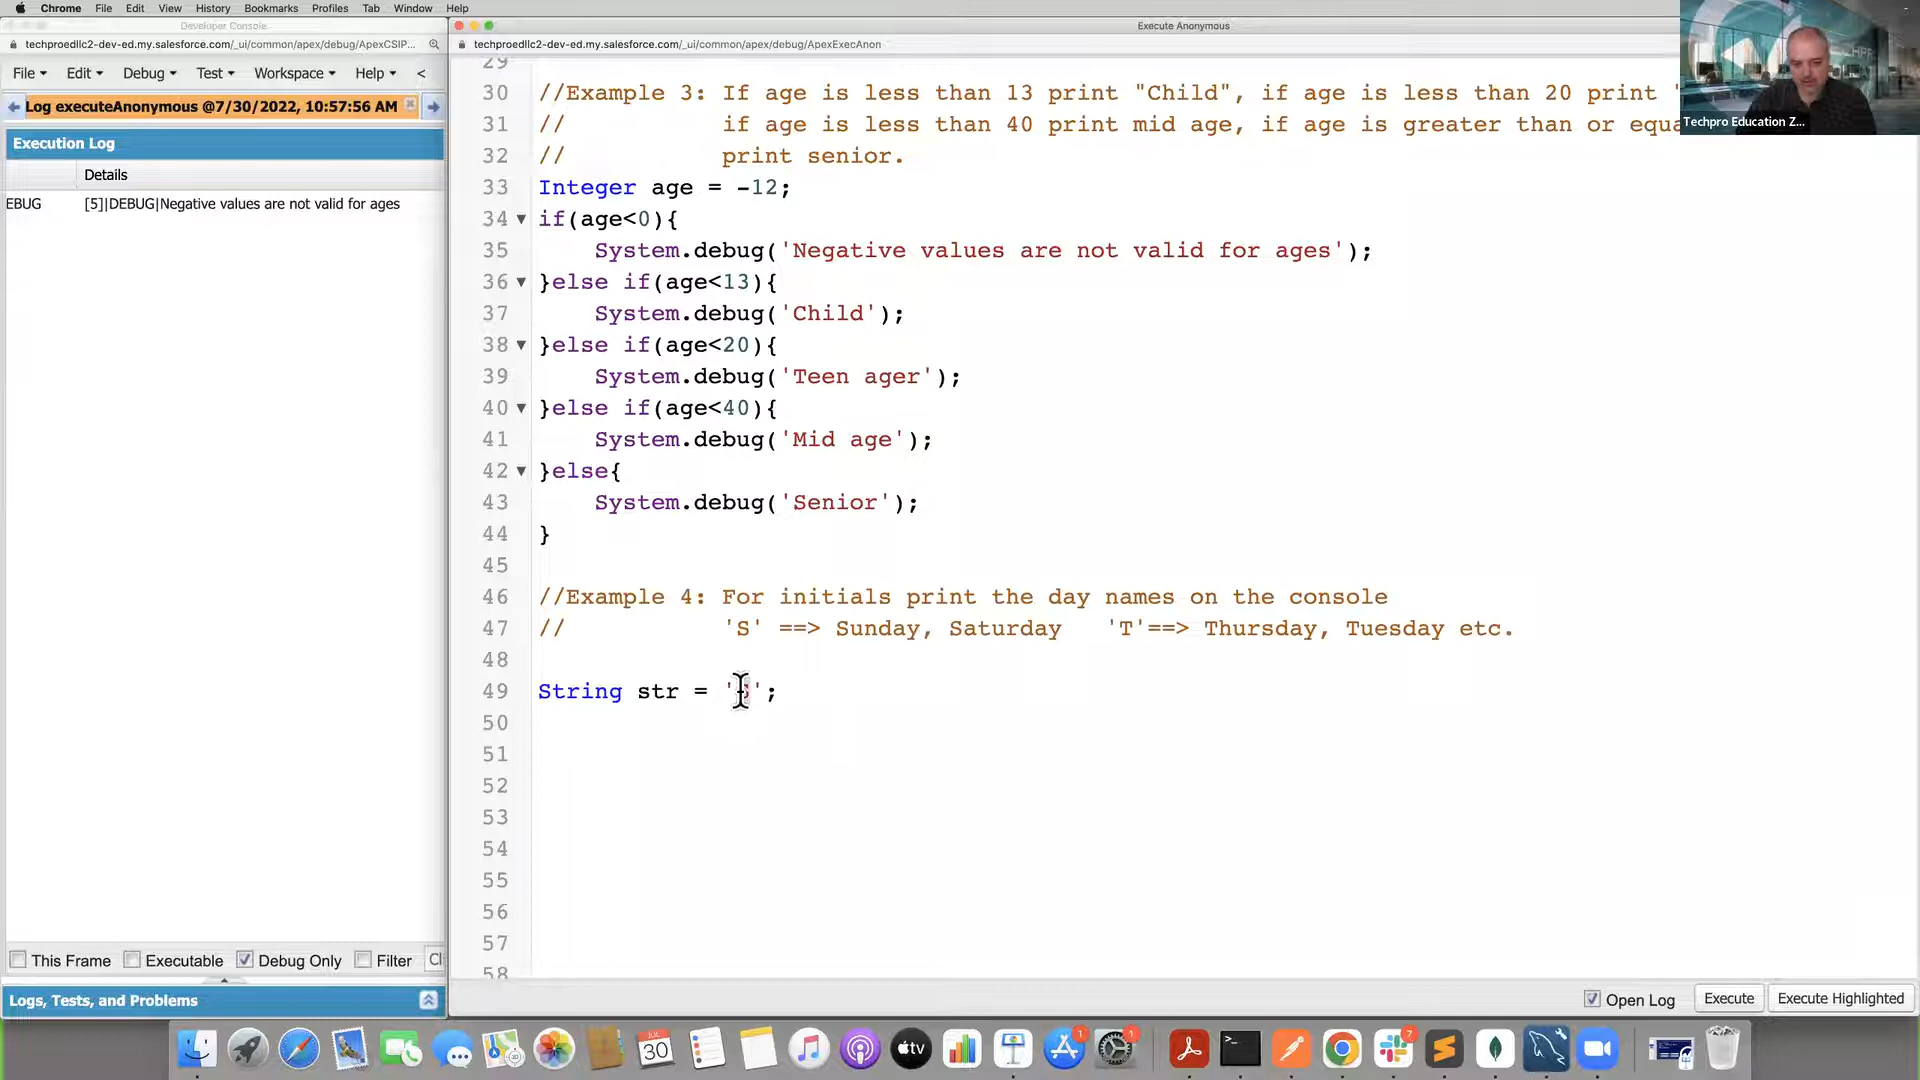 Chrome File Edit View History Bookmarks Profiles Tab Window Help
Developer Console
techproedllc2-dev-ed.my.salesforce.com/_ui/common/apex/debug/ApexCSIP...
File Edit Debug Test Workspace Help <
Log executeAnonymous @7/30/2022, 10:57:56 AM
Execution Log
Details
EBUG [5]|DEBUG|Negative values are not valid for ages
This Frame Executable Debug Only Filter Cl
Logs, Tests, and Problems
Execute Anonymous
techproedllc2-dev-ed.my.salesforce.com/_ui/common/apex/debug/ApexExecAnon
29
30 //Example 3: If age is less than 13 print "Child", if age is less than 20 print "
31 // if age is less than 40 print mid age, if age is greater than or equa
32 // print senior.
33 Integer age = -12;
34 if(age<0){
35 System.debug('Negative values are not valid for ages');
36 }else if(age<13){
37 System.debug('Child');
38 }else if(age<20){
39 System.debug('Teen ager');
40 }else if(age<40){
41 System.debug('Mid age');
42 }else{
43 System.debug('Senior');
44 }
45
46 //Example 4: For initials print the day names on the console
47 // 'S' ==> Sunday, Saturday 'T'==> Thursday, Tuesday etc.
48
49 String str = ' ';
50
51
52
53
54
55
56
57
58
Open Log Execute Execute Highlighted
Techpro Education Z...
JUL
30
tv
1
1
7